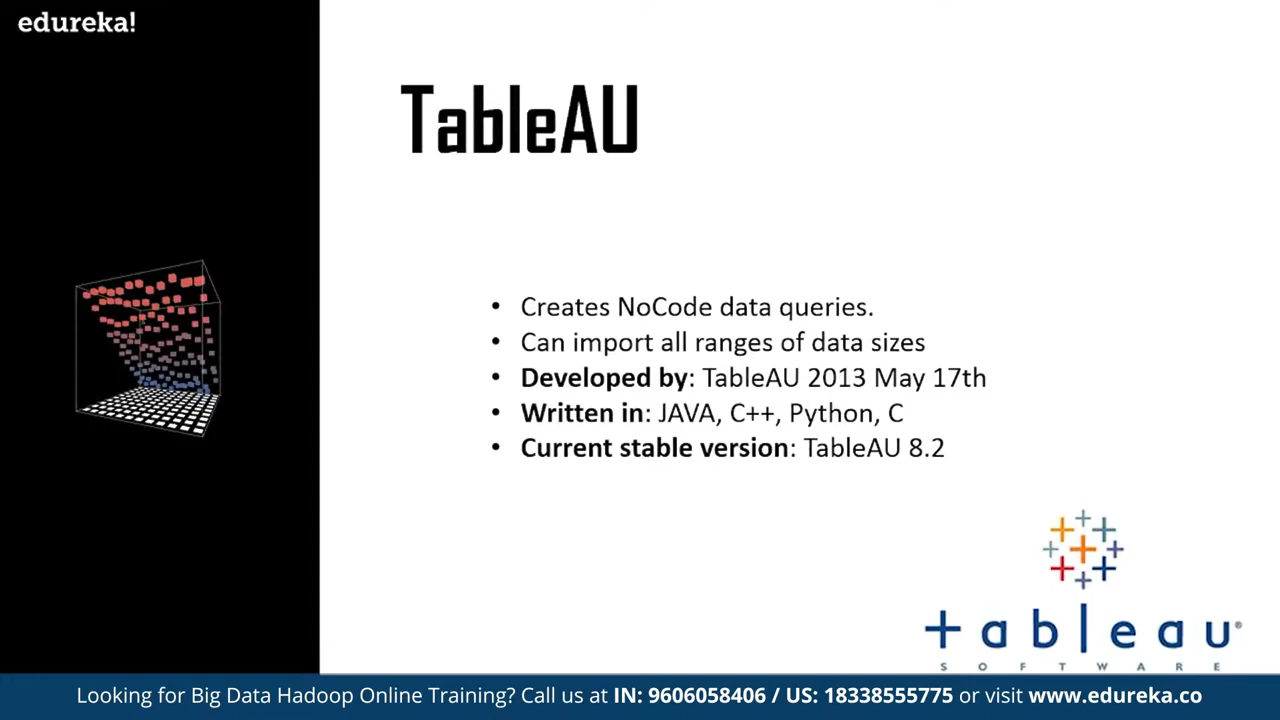 edureka!
TableAU
• Creates NoCode data queries.
• Can import all ranges of data sizes
• Developed by: TableAU 2013 May 17th
• Written in: JAVA, C++, Python, C
• Current stable version: TableAU 8.2
+ableau®
SOFTWARE
Looking for Big Data Hadoop Online Training? Call us at IN: 9606058406 / US: 18338555775 or visit www.edureka.co